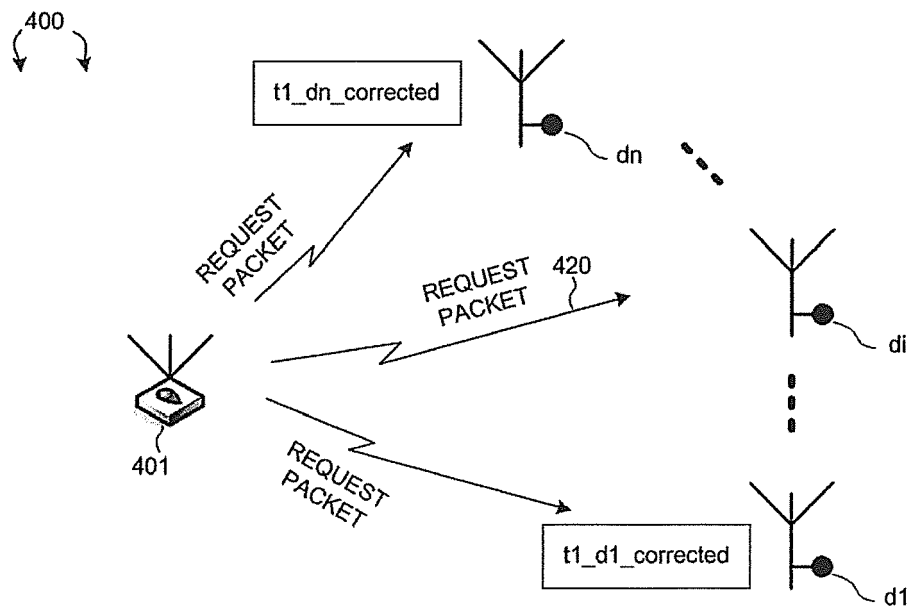 400
t1_dn_corrected
dn
REQUEST
PACKET
REQUEST
PACKET
420
di
401
REQUEST
PACKET
t1_d1_corrected
d1